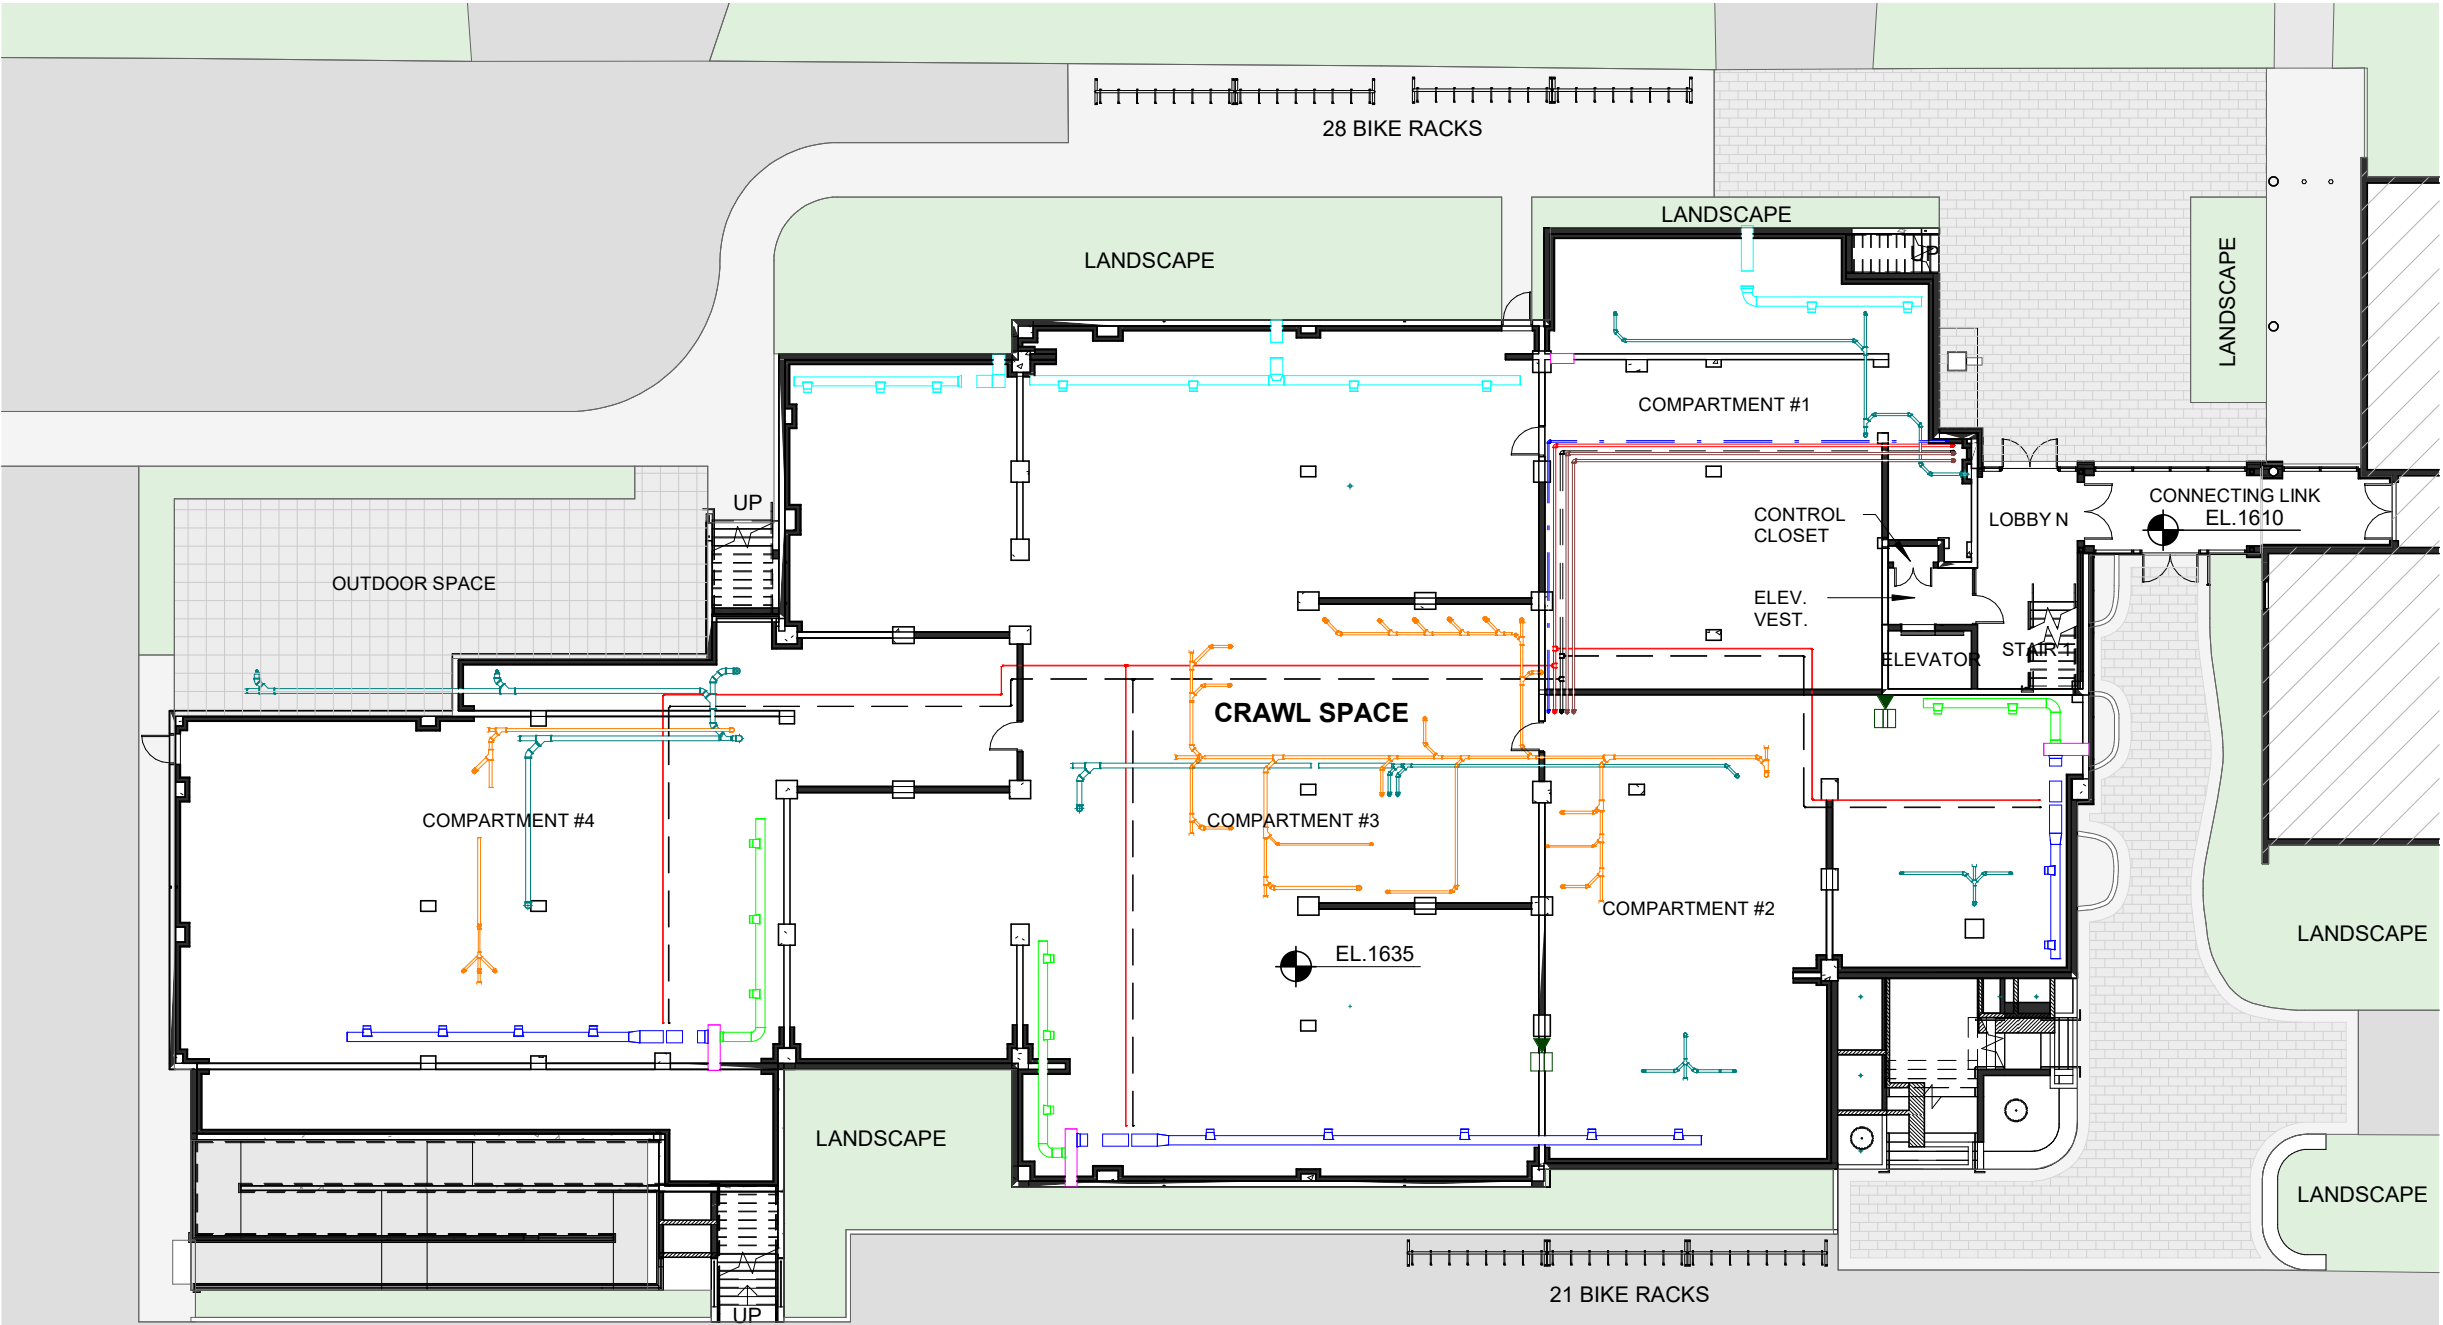 28 BIKE RACKS
LANDSCAPE
LANDSCAPE
LANDSCAPE
UP
COMPARTMENT #1
UP
CONNECTING LINK
EL.1610
CONTROL
CLOSET
LOBBY N
OUTDOOR SPACE
ELEV.
VEST.
ELEVATOR
STAIR 1
CRAWL SPACE
COMPARTMENT #4
COMPARTMENT #3
COMPARTMENT #2
LANDSCAPE
EL.1635
LANDSCAPE
LANDSCAPE
21 BIKE RACKS
UP